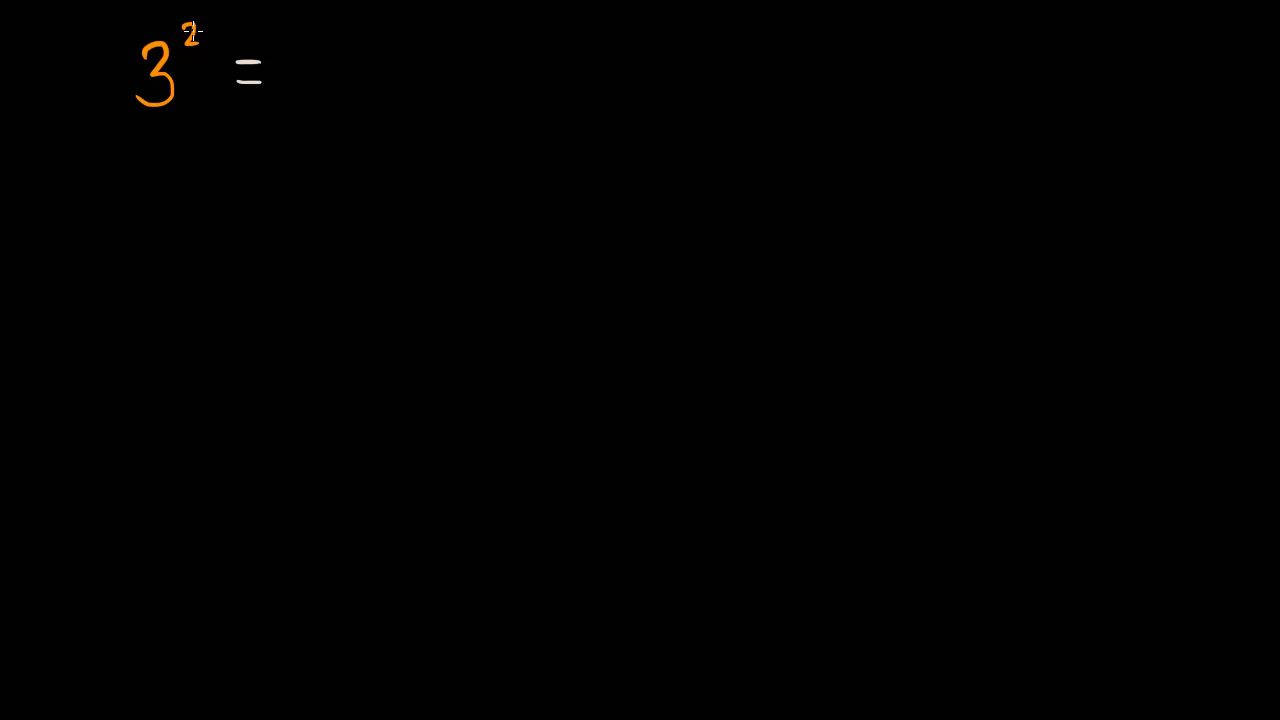 3² =